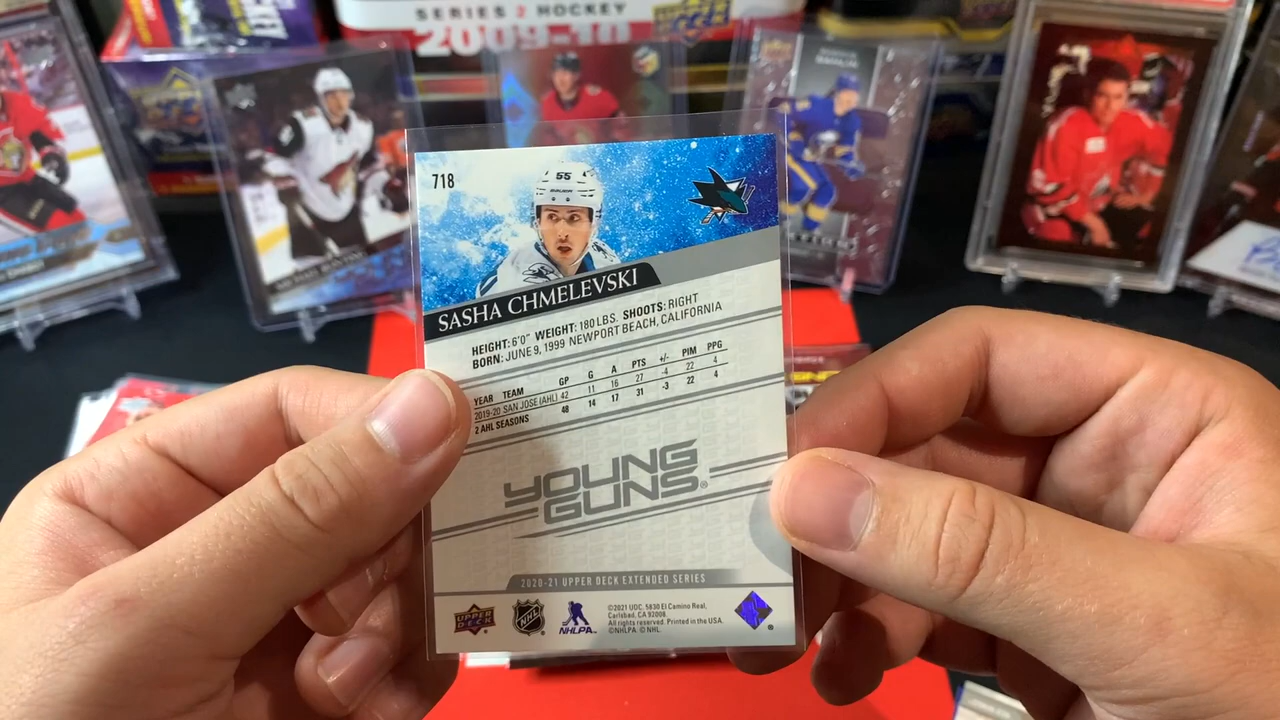 SERIES 2 HOCKEY
2009-10
718
55
SASHA CHMELEVSKI
HEIGHT: 6'0" WEIGHT: 180 LBS. SHOOTS: RIGHT
BORN: JUNE 9, 1999 NEWPORT BEACH, CALIFORNIA
YEAR TEAM GP G A PTS +/- PIM PPG
2019-20 SAN JOSE (AHL) 42 11 16 27 -4 22 4
2 AHL SEASONS 48 14 17 31 -3 22 4
YOUNG
GUNS®
2020-21 UPPER DECK EXTENDED SERIES
UPPER
DECK
NHL
NHLPA
©2021 UDC, 5830 El Camino Real,
Carlsbad, CA 92008.
All rights reserved. Printed in the USA.
©NHLPA. © NHL.